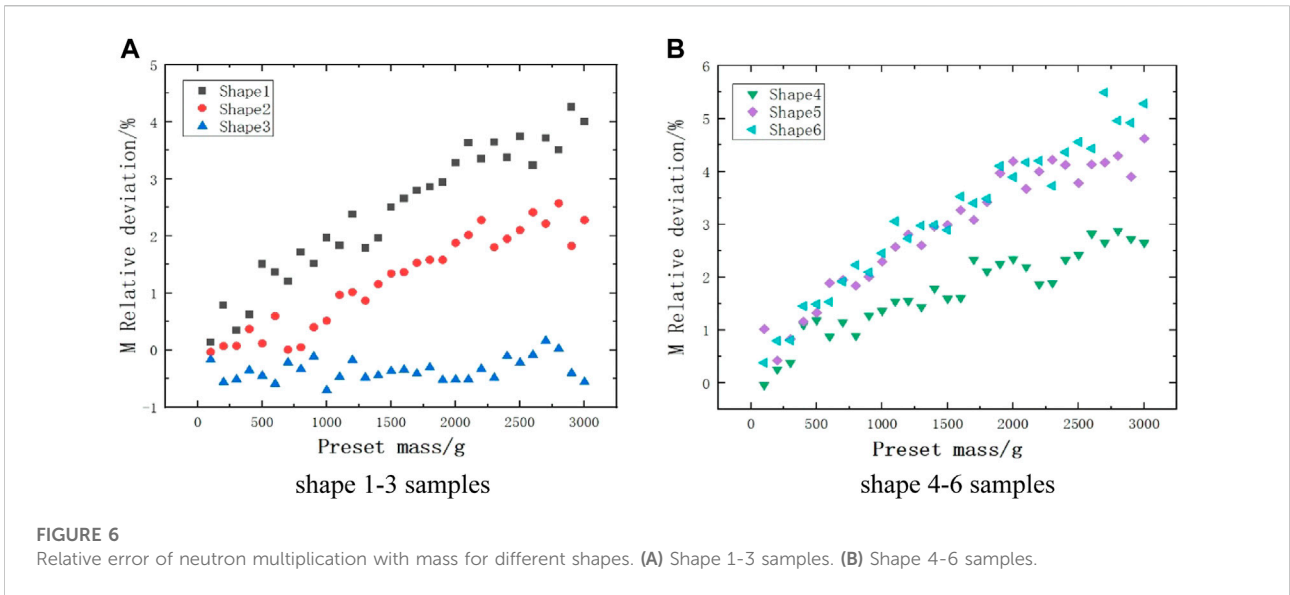 A
M Relative deviation/%
5
4
3
2
1
0
-1
Shape1
Shape2
Shape3
0 500 1000 1500 2000 2500 3000
Preset mass/g
shape 1-3 samples
B
M Relative deviation/%
6
5
4
3
2
1
0
Shape4
Shape5
Shape6
0 500 1000 1500 2000 2500 3000
Preset mass/g
shape 4-6 samples
FIGURE 6
Relative error of neutron multiplication with mass for different shapes. (A) Shape 1-3 samples. (B) Shape 4-6 samples.